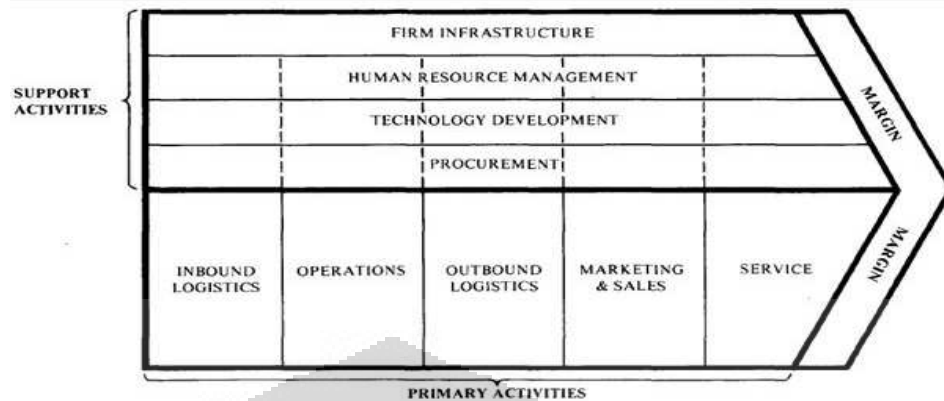 FIRM INFRASTRUCTURE
HUMAN RESOURCE MANAGEMENT
SUPPORT
ACTIVITIES
TECHNOLOGY DEVELOPMENT
PROCUREMENT
MARGIN
MARGIN
INBOUND
LOGISTICS
OPERATIONS
OUTBOUND
LOGISTICS
MARKETING
& SALES
SERVICE
PRIMARY ACTIVITIES